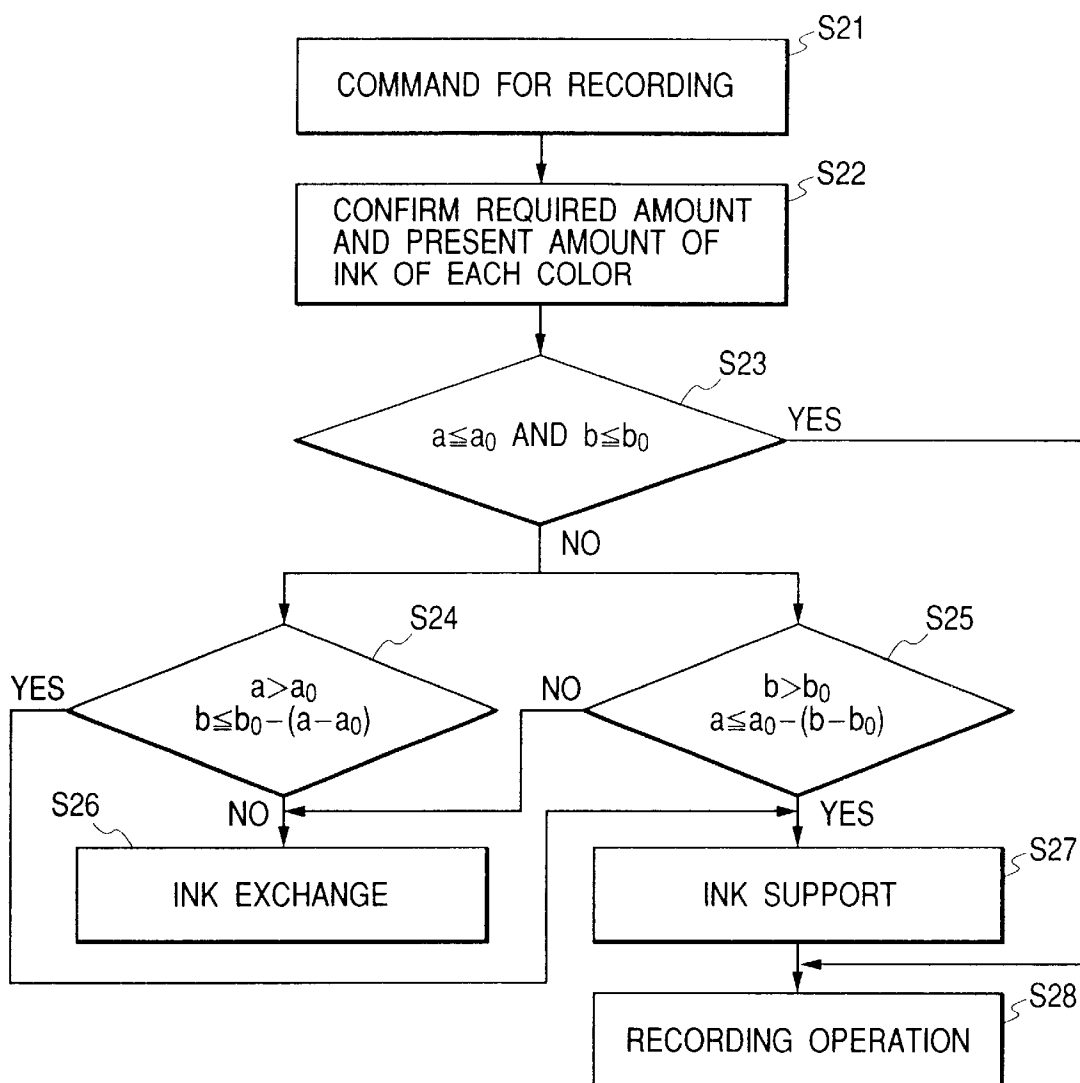 S21
COMMAND FOR RECORDING
S22
CONFIRM REQUIRED AMOUNT
AND PRESENT AMOUNT OF
INK OF EACH COLOR
S23
a≦a₀ AND b≦b₀
YES
NO
S24
YES
a>a₀
b≦b₀-(a-a₀)
NO
S25
NO
b>b₀
a≦a₀-(b-b₀)
YES
S26
INK EXCHANGE
S27
INK SUPPORT
S28
RECORDING OPERATION